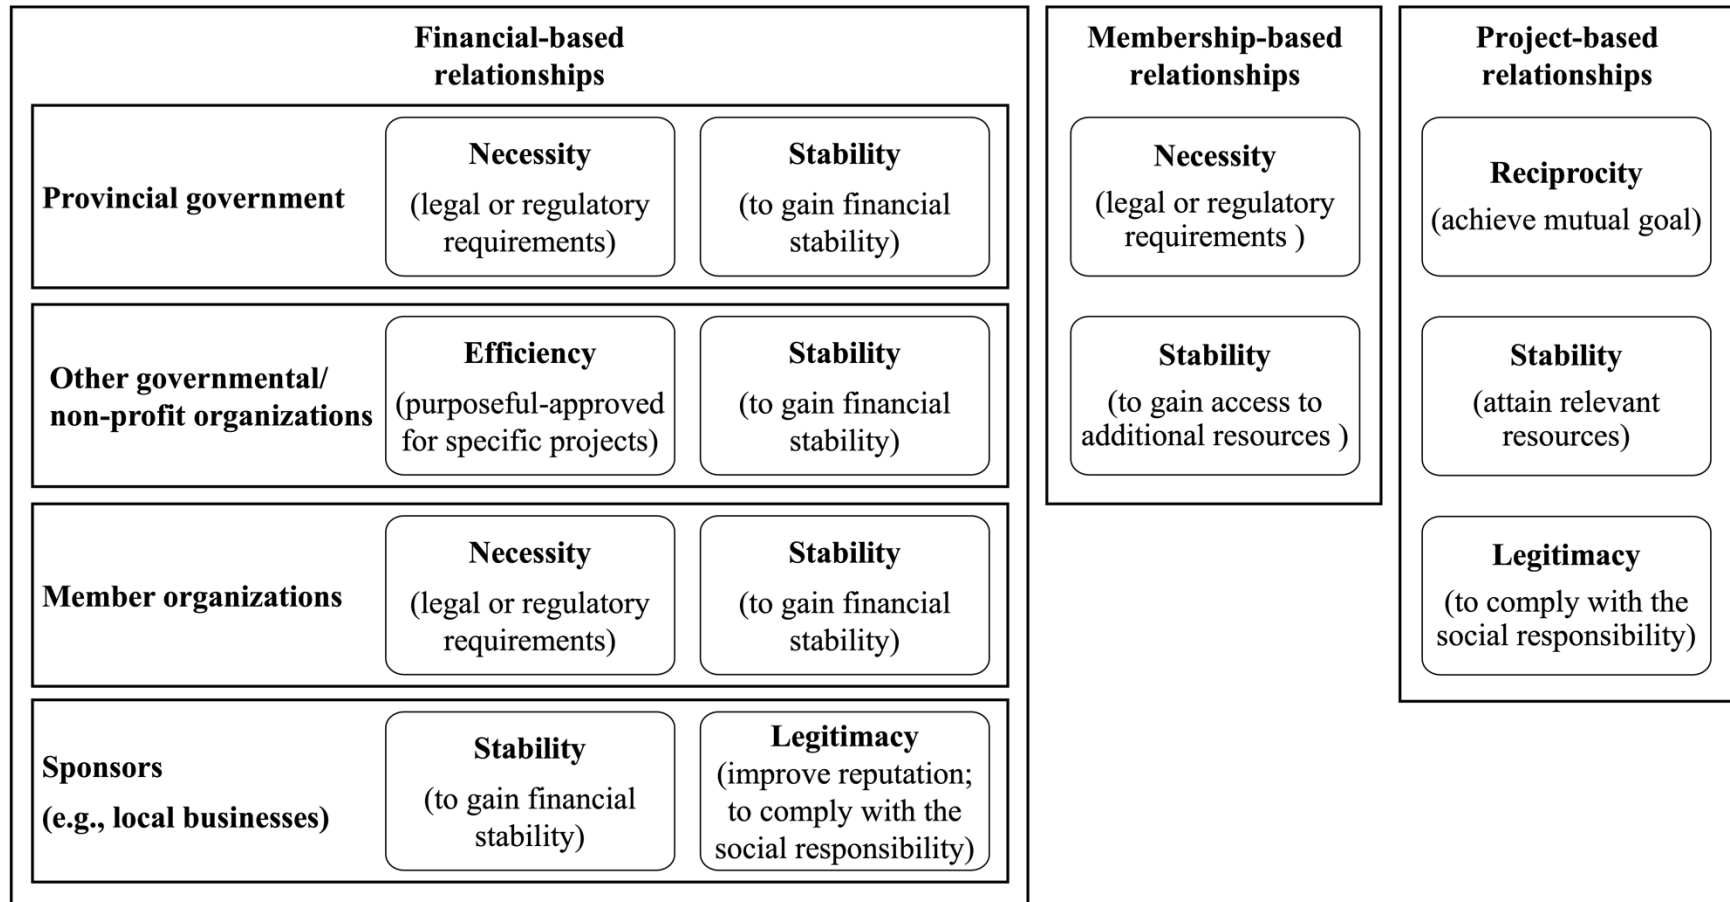 Financial-based
relationships
Provincial government
Necessity
(legal or regulatory
requirements)
Stability
(to gain financial
stability)
Other governmental/
non-profit organizations
Efficiency
(purposeful-approved
for specific projects)
Stability
(to gain financial
stability)
Member organizations
Necessity
(legal or regulatory
requirements)
Stability
(to gain financial
stability)
Sponsors
(e.g., local businesses)
Stability
(to gain financial
stability)
Legitimacy
(improve reputation;
to comply with the
social responsibility)
Membership-based
relationships
Necessity
(legal or regulatory
requirements )
Stability
(to gain access to
additional resources )
Project-based
relationships
Reciprocity
(achieve mutual goal)
Stability
(attain relevant
resources)
Legitimacy
(to comply with the
social responsibility)